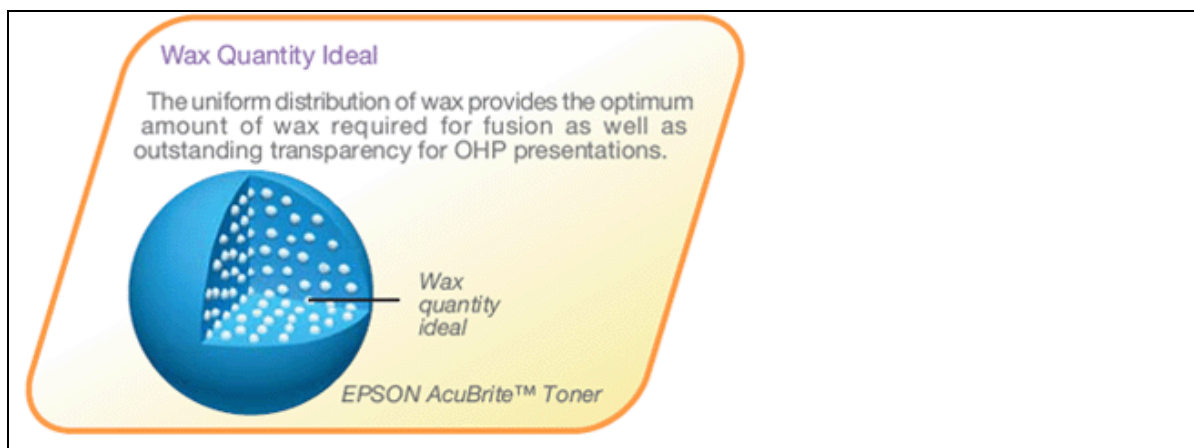 Wax Quantity Ideal
The uniform distribution of wax provides the optimum
amount of wax required for fusion as well as
outstanding transparency for OHP presentations.
Wax
quantity
ideal
EPSON AcuBrite™ Toner